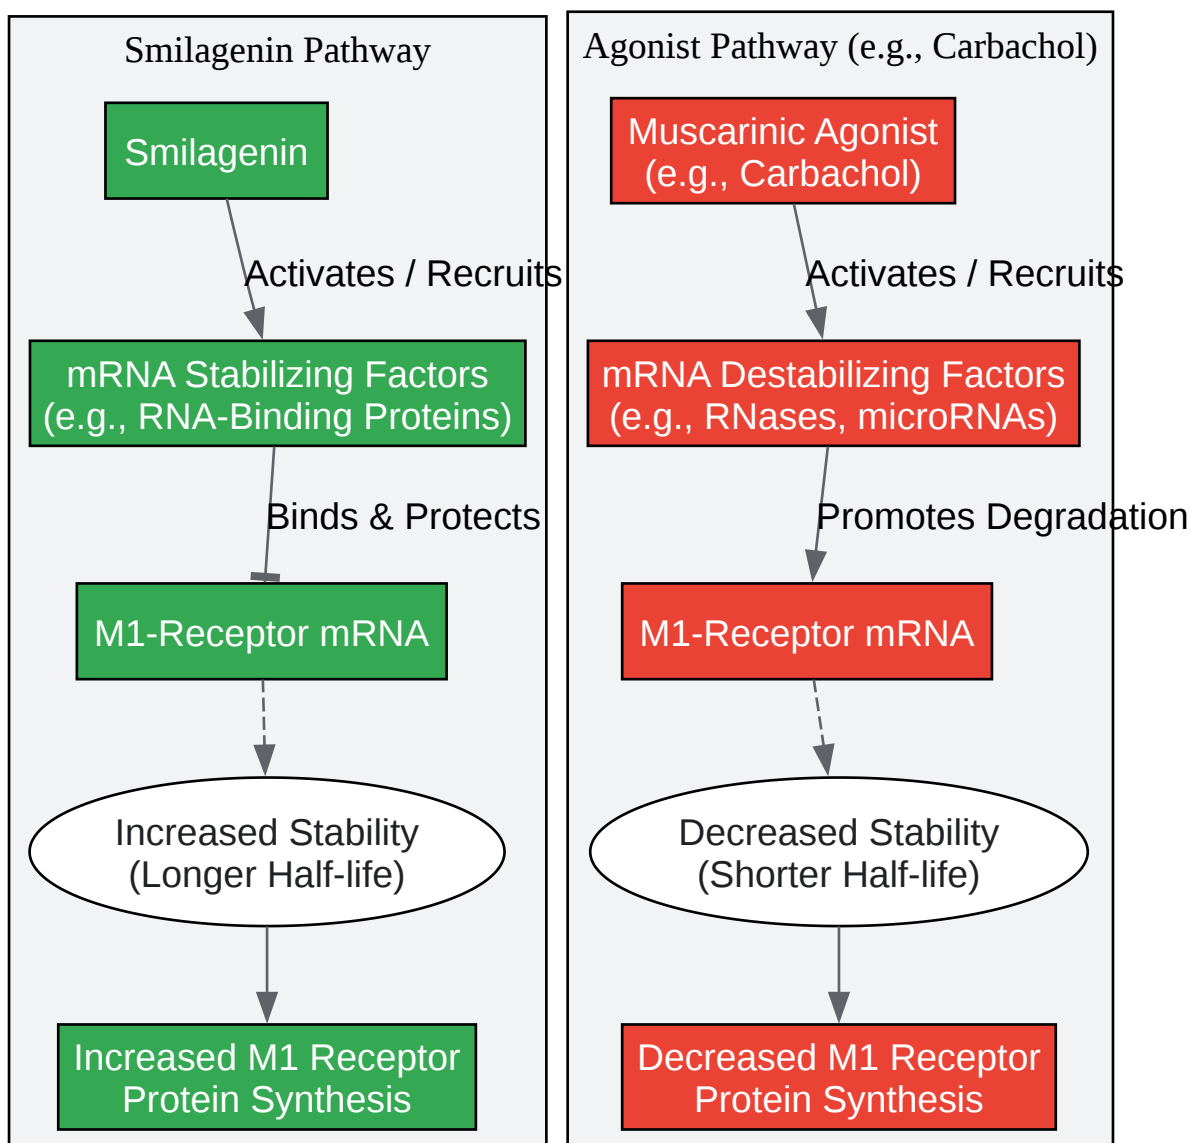 Smilagenin Pathway
Smilagenin
Activates / Recruits
mRNA Stabilizing Factors
(e.g., RNA-Binding Proteins)
Binds & Protects
M1-Receptor mRNA
Increased Stability
(Longer Half-life)
Increased M1 Receptor
Protein Synthesis
Agonist Pathway (e.g., Carbachol)
Muscarinic Agonist
(e.g., Carbachol)
Activates / Recruits
mRNA Destabilizing Factors
(e.g., RNases, microRNAs)
Promotes Degradation
M1-Receptor mRNA
Decreased Stability
(Shorter Half-life)
Decreased M1 Receptor
Protein Synthesis